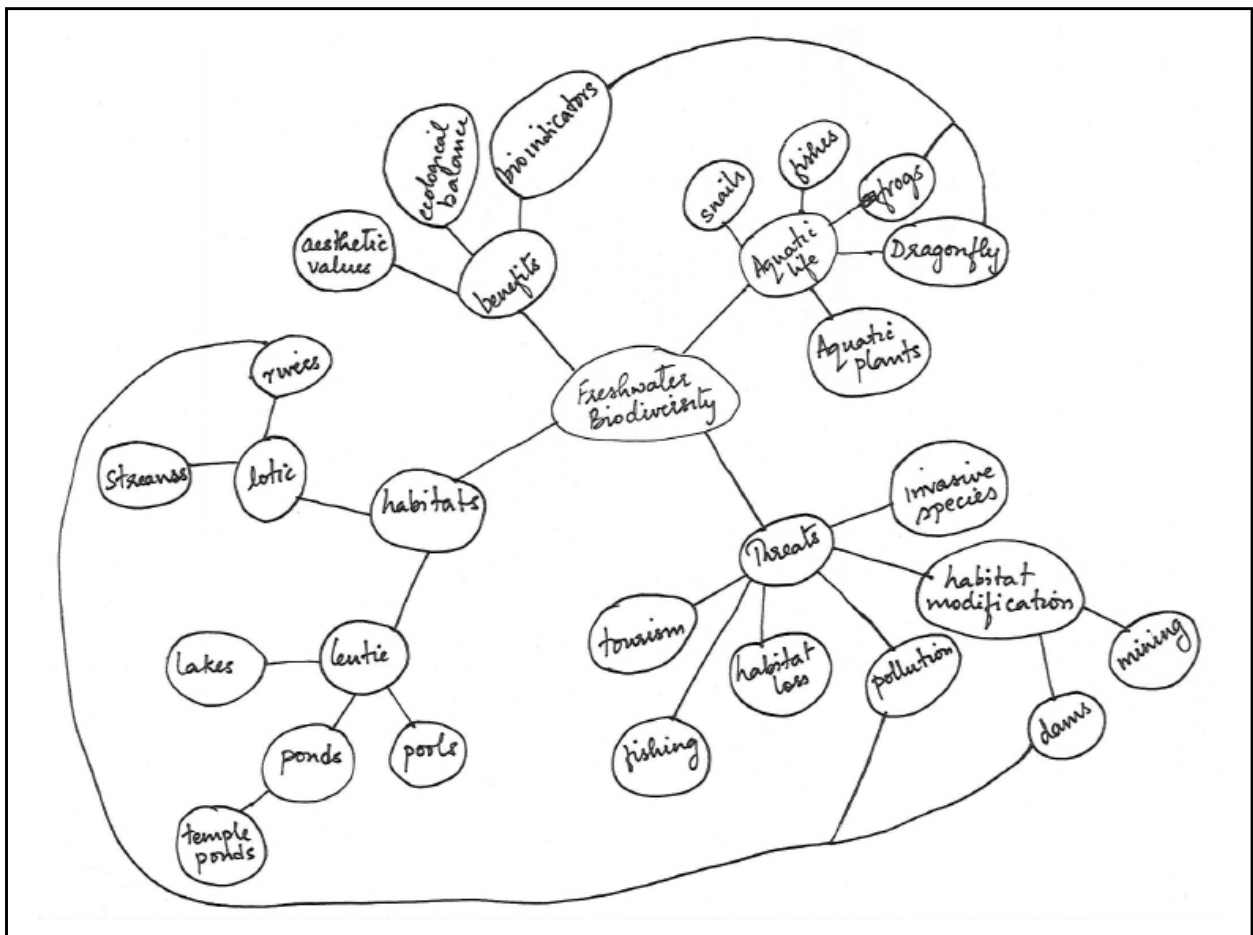 bioindicators
ecological
balance
aesthetic
values
benefits
fishes
snails
frogs
Aquatic
life
Dragonfly
Aquatic
plants
Freshwater
Biodiversity
rivers
Streams
lotic
habitats
lentic
lakes
ponds
pools
temple
ponds
Threats
invasive
species
habitat
modification
mining
dams
tourism
habitat
loss
pollution
fishing